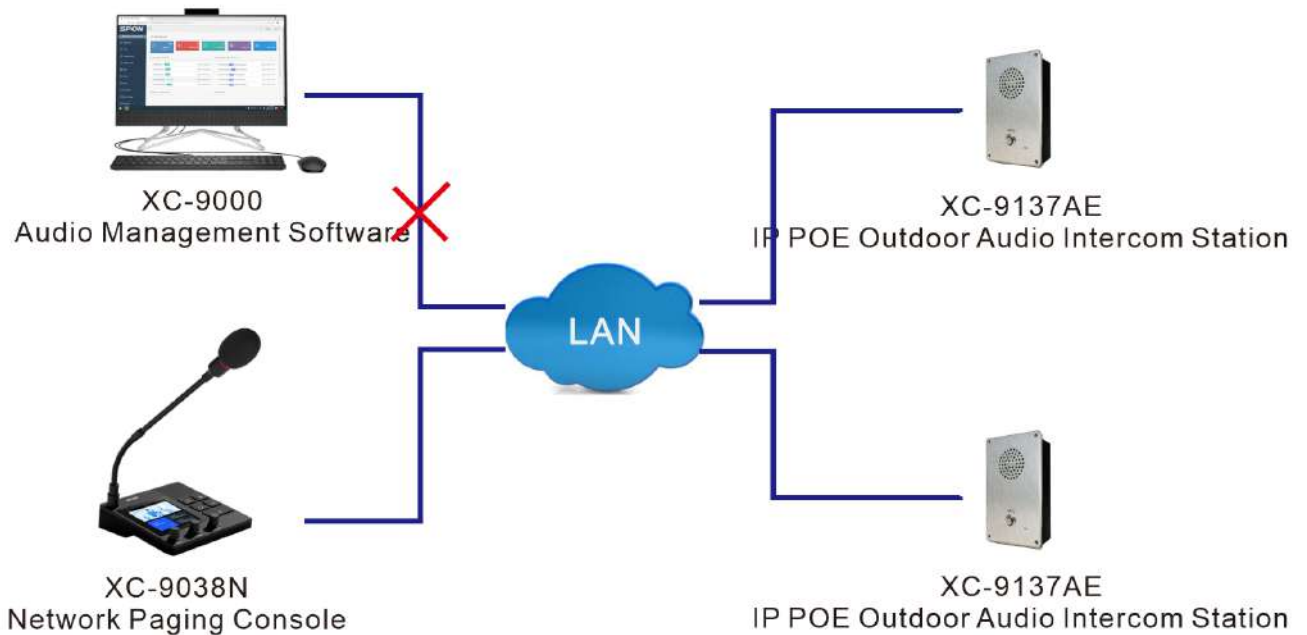 SPON
XC-9000
Audio Management Software
XC-9137AE
IP POE Outdoor Audio Intercom Station
LAN
XC-9038N
Network Paging Console
XC-9137AE
IP POE Outdoor Audio Intercom Station